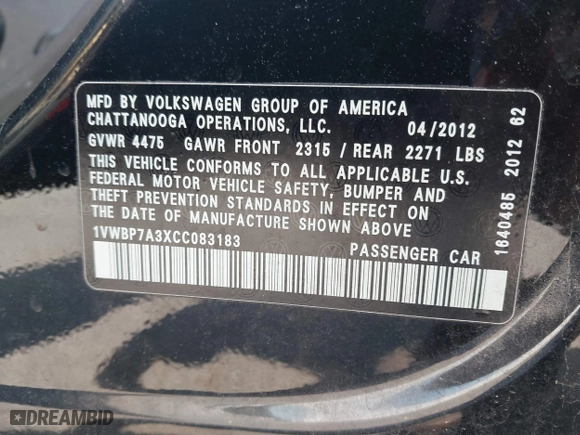 MFD BY VOLKSWAGEN GROUP OF AMERICA
CHATTANOOGA OPERATIONS, LLC. 04/2012
GVWR 4475 GAWR FRONT 2315 / REAR 2271 LBS
THIS VEHICLE CONFORMS TO ALL APPLICABLE U.S.
FEDERAL MOTOR VEHICLE SAFETY, BUMPER AND
THEFT PREVENTION STANDARDS IN EFFECT ON
THE DATE OF MANUFACTURE SHOWN ABOVE
1VWBP7A3XCC083183 PASSENGER CAR
1640485 2012 62
DREAMBID